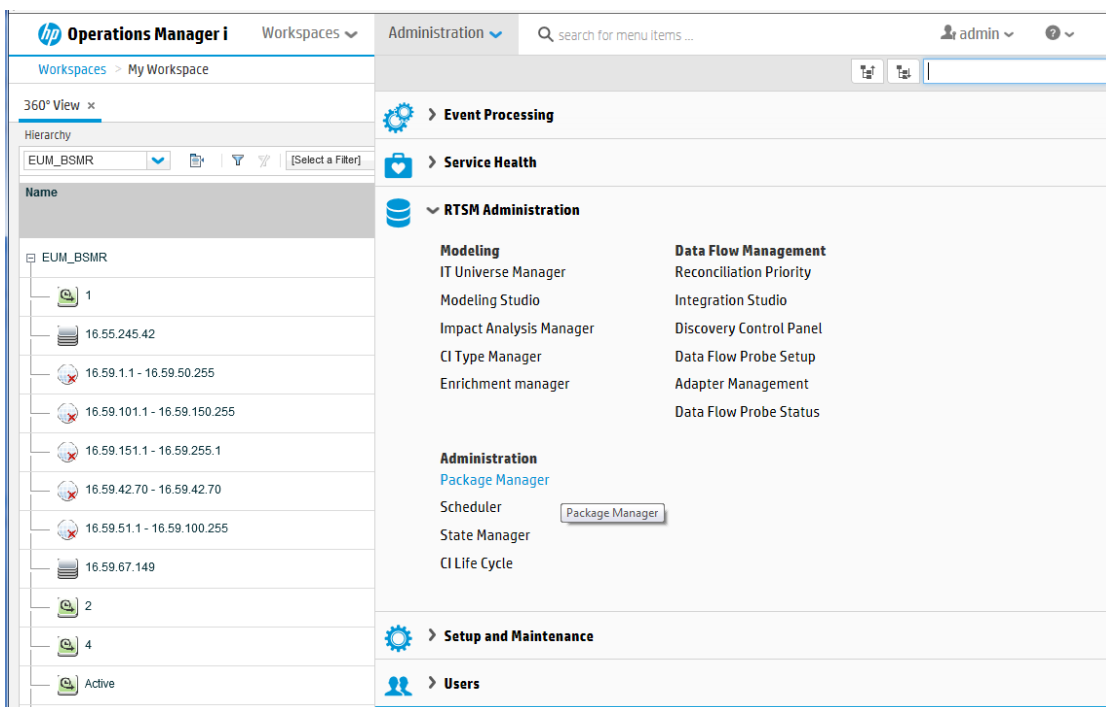 hp Operations Manager i Workspaces Administration search for menu items ... admin ?
Workspaces > My Workspace
360° View ×
Hierarchy
EUM_BSMR [Select a Filter]
Name
EUM_BSMR
1
16.55.245.42
16.59.1.1 - 16.59.50.255
16.59.101.1 - 16.59.150.255
16.59.151.1 - 16.59.255.1
16.59.42.70 - 16.59.42.70
16.59.51.1 - 16.59.100.255
16.59.67.149
2
4
Active
Event Processing
Service Health
RTSM Administration
Modeling
IT Universe Manager
Modeling Studio
Impact Analysis Manager
CI Type Manager
Enrichment manager
Data Flow Management
Reconciliation Priority
Integration Studio
Discovery Control Panel
Data Flow Probe Setup
Adapter Management
Data Flow Probe Status
Administration
Package Manager
Scheduler
Package Manager
State Manager
CI Life Cycle
Setup and Maintenance
Users